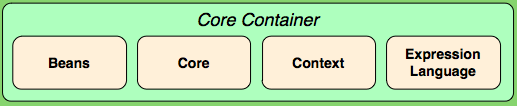 Core Container
Beans
Core
Context
Expression
Language